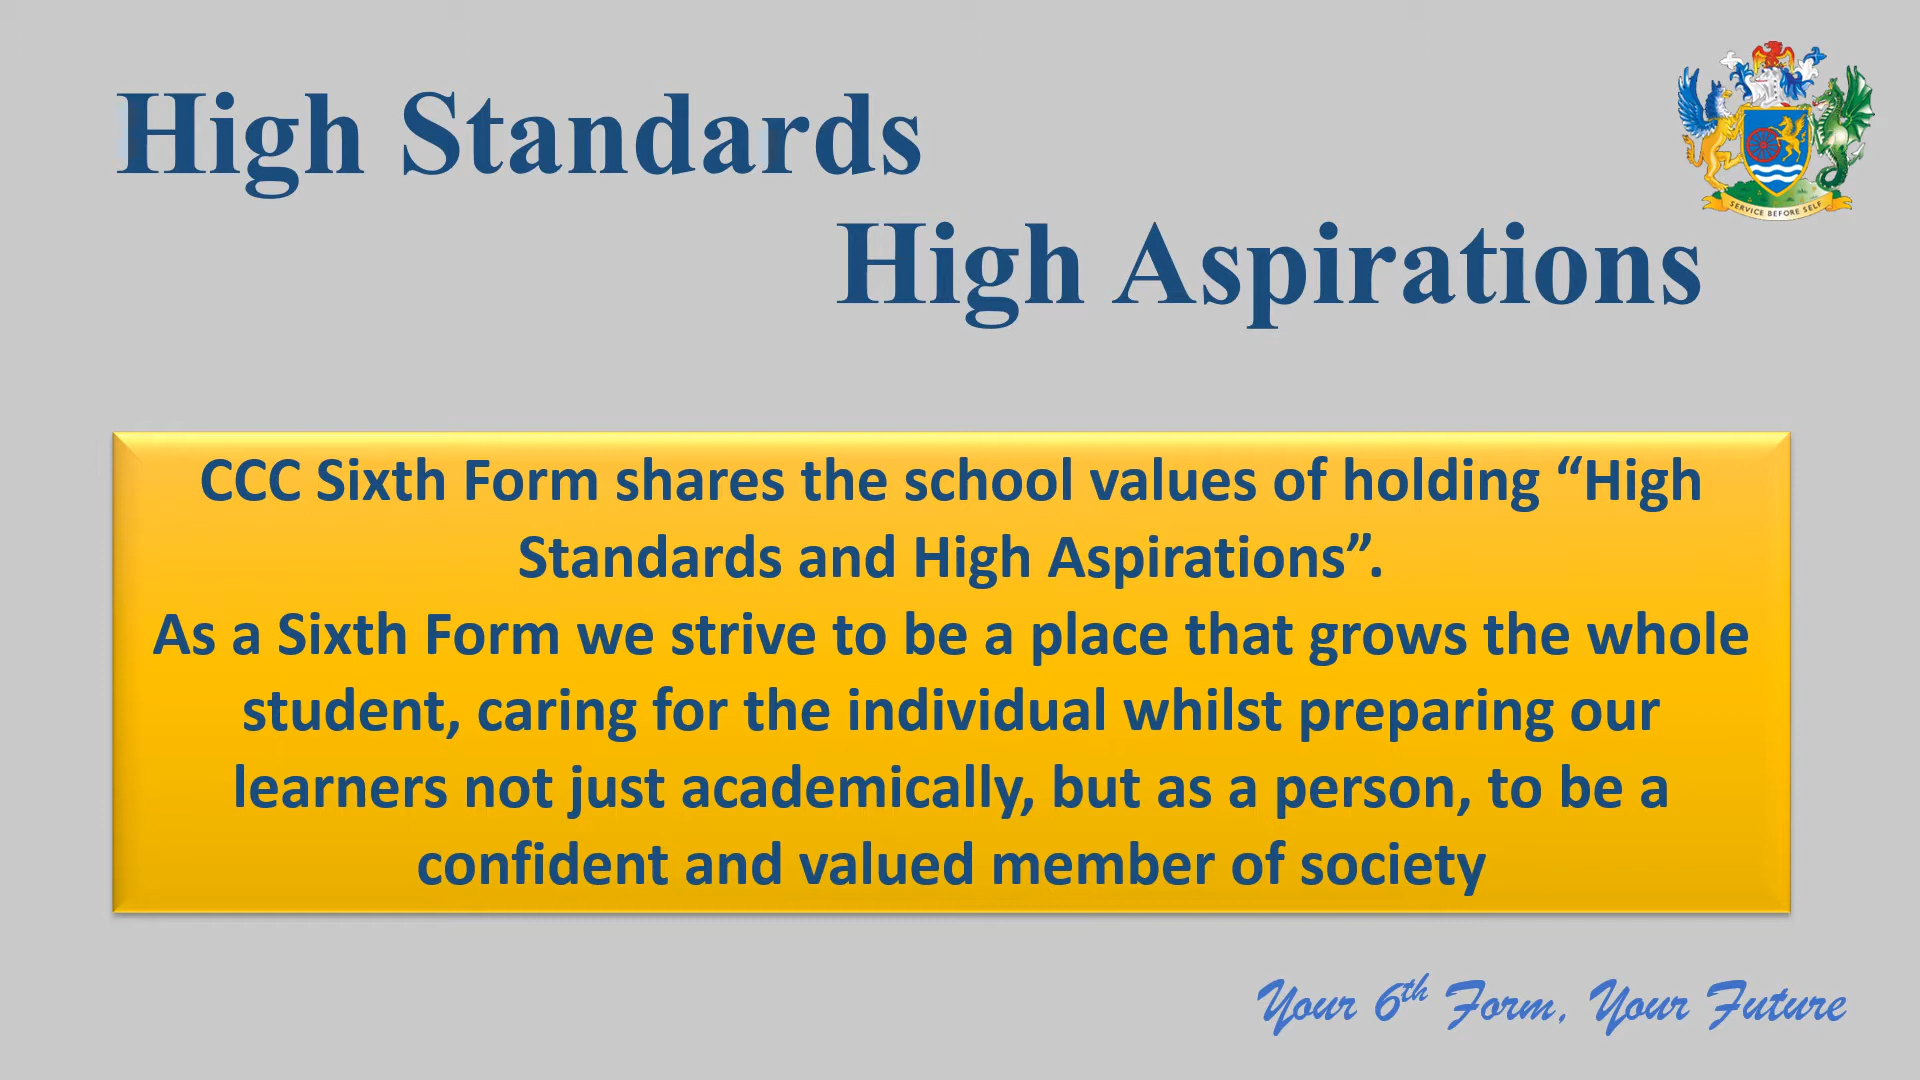 High Standards
High Aspirations
SERVICE BEFORE SELF
CCC Sixth Form shares the school values of holding “High
Standards and High Aspirations”.
As a Sixth Form we strive to be a place that grows the whole
student, caring for the individual whilst preparing our
learners not just academically, but as a person, to be a
confident and valued member of society
Your 6th Form, Your Future